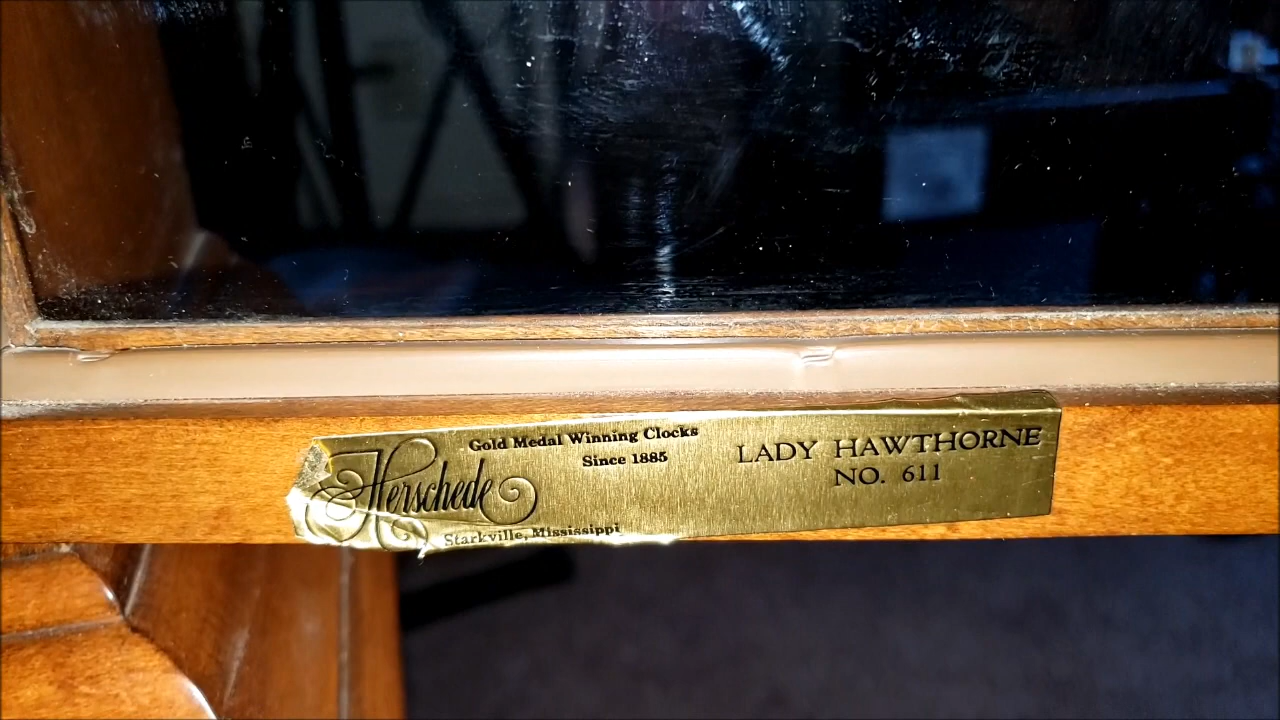 Gold Medal Winning Clocks
Since 1885
Herschede
Starkville, Mississippi
LADY HAWTHORNE
NO. 611